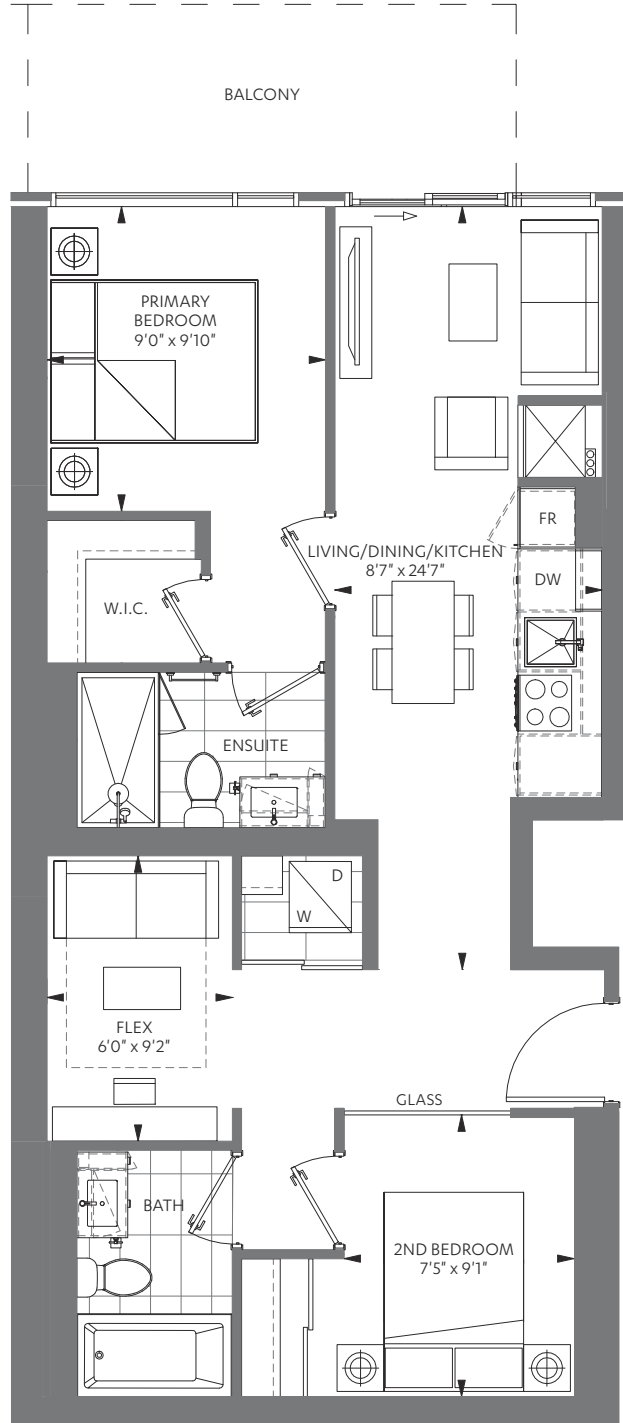 BALCONY
PRIMARY
BEDROOM
9'0" x 9'10"
FR
LIVING/DINING/KITCHEN
8'7" x 24'7"
DW
W.I.C.
ENSUITE
D
W
FLEX
6'0" x 9'2"
GLASS
BATH
2ND BEDROOM
7'5" x 9'1"